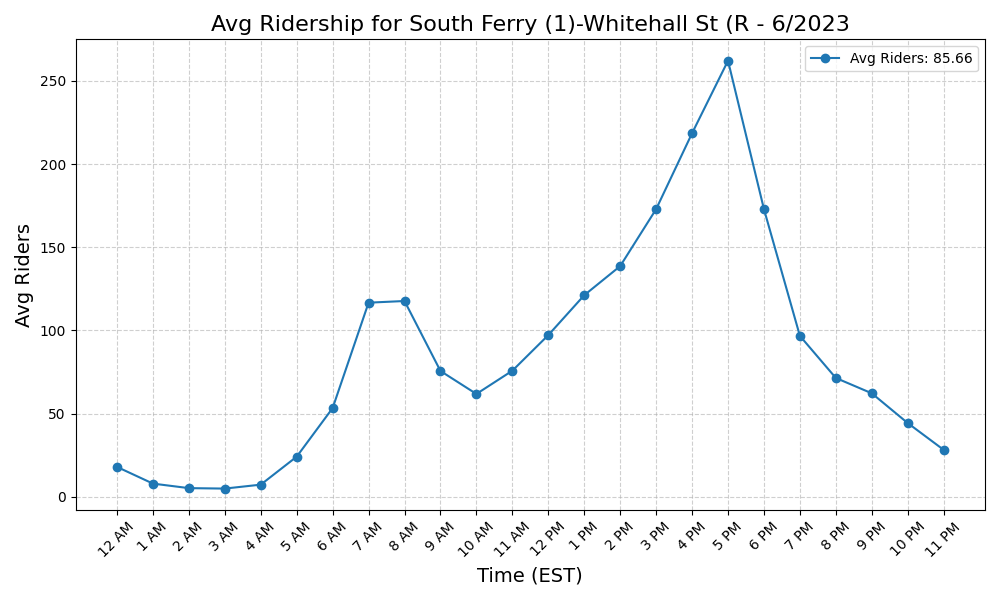 Avg Ridership for South Ferry (1)-Whitehall St (R - 6/2023
Avg Riders: 85.66
Avg Riders
250
200
150
100
50
0
12 AM
1 AM
2 AM
3 AM
4 AM
5 AM
6 AM
7 AM
8 AM
9 AM
10 AM
11 AM
12 PM
1 PM
2 PM
3 PM
4 PM
5 PM
6 PM
7 PM
8 PM
9 PM
10 PM
11 PM
Time (EST)